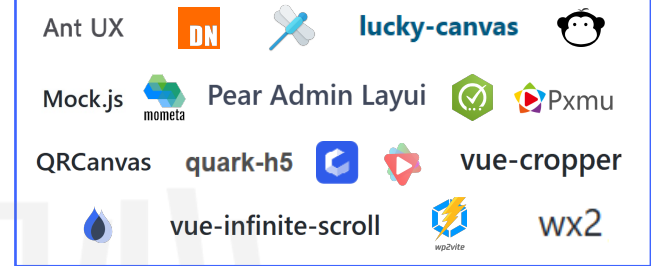 Ant UX DN lucky-canvas
Mock.js mometa Pear Admin Layui Pxmu
QRCanvas quark-h5 vue-cropper
vue-infinite-scroll wp2vite wx2